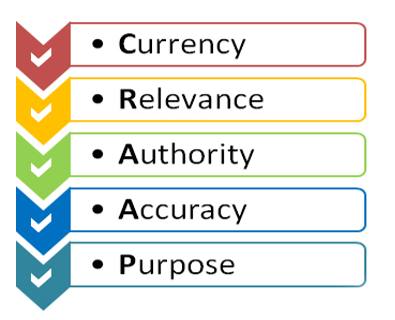 • Currency
• Relevance
• Authority
• Accuracy
• Purpose